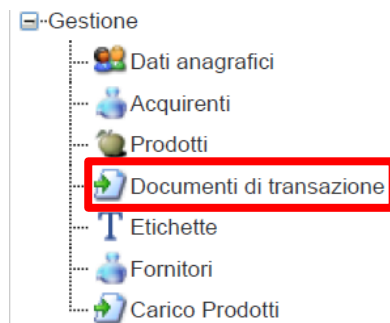 Gestione
Dati anagrafici
Acquirenti
Prodotti
Documenti di transazione
Etichette
Fornitori
Carico Prodotti